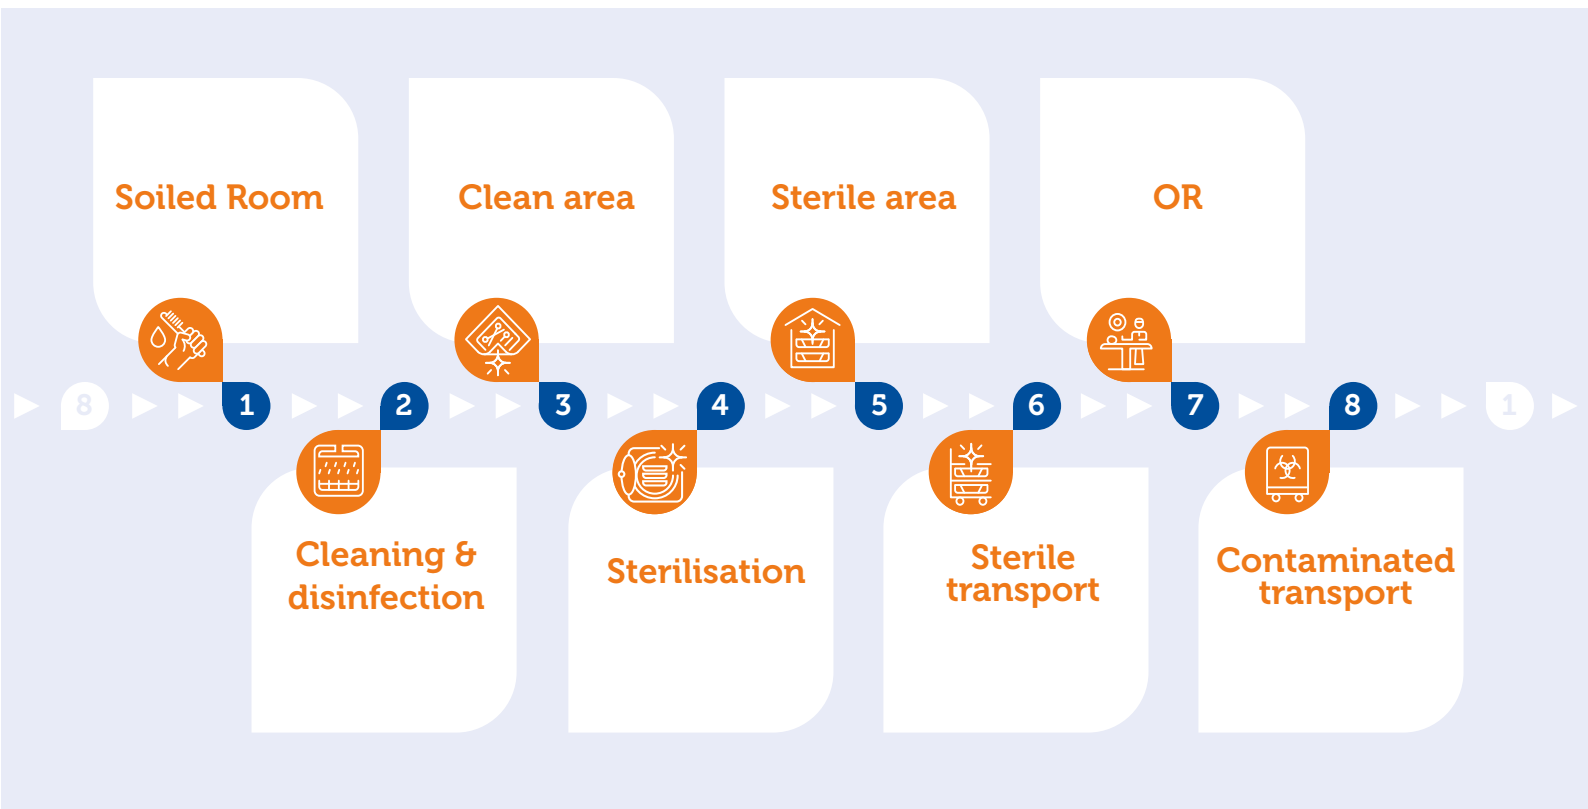 Soiled Room
Clean area
Sterile area
OR
8 1 2 3 4 5 6 7 8 1
Cleaning &
disinfection
Sterilisation
Sterile
transport
Contaminated
transport